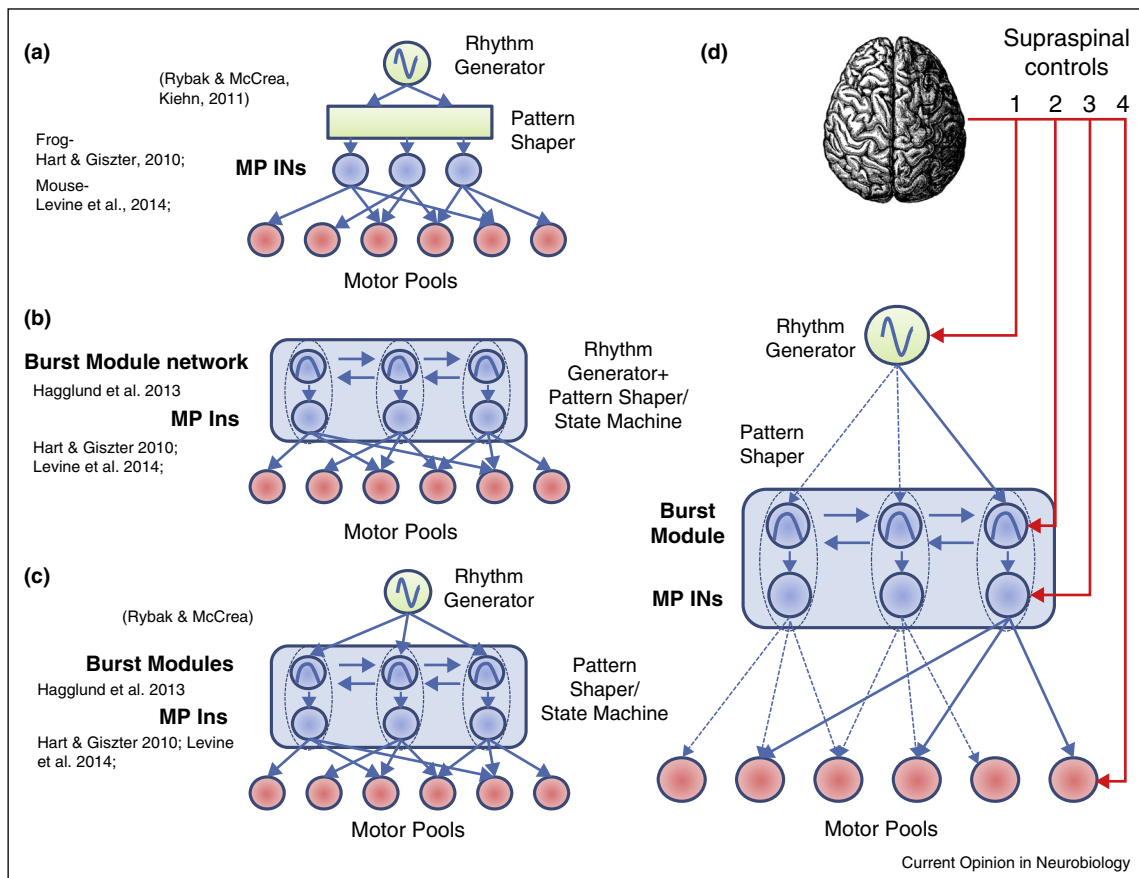 (a)
Rhythm
Generator
(Rybak & McCrea,
Kiehn, 2011)
Pattern
Shaper
Frog-
Hart & Giszter, 2010;
Mouse-
Levine et al., 2014;
MP INs
Motor Pools
(b)
Burst Module network
Hagglund et al. 2013
MP Ins
Hart & Giszter 2010;
Levine et al. 2014;
Rhythm
Generator+
Pattern Shaper/
State Machine
Motor Pools
(c)
Rhythm
Generator
(Rybak & McCrea)
Burst Modules
Hagglund et al. 2013
MP Ins
Hart & Giszter 2010; Levine
et al. 2014;
Pattern
Shaper/
State Machine
Motor Pools
(d)
Supraspinal
controls
1 2 3 4
Rhythm
Generator
Pattern
Shaper
Burst
Module
MP INs
Motor Pools
Current Opinion in Neurobiology